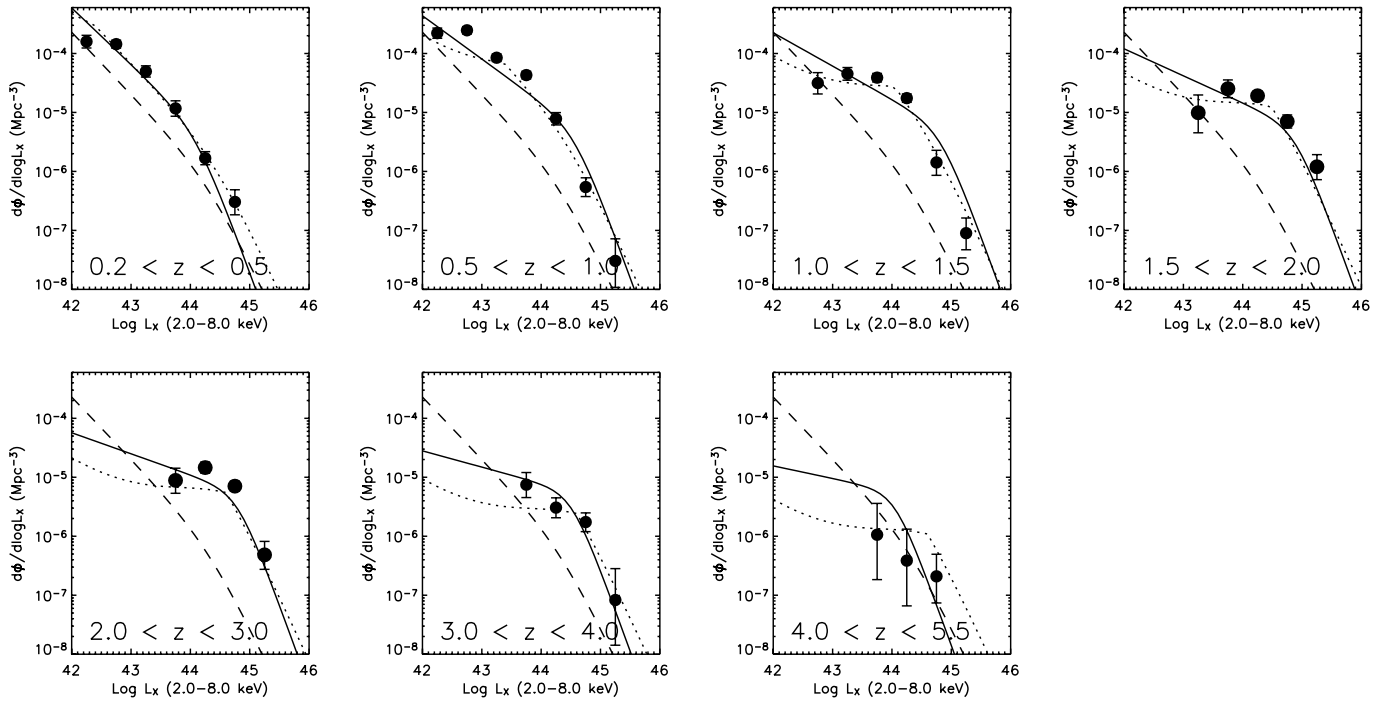 dϕ/dlogLx (Mpc⁻³)
10⁻⁴
10⁻⁵
10⁻⁶
10⁻⁷
10⁻⁸
0.2 < z < 0.5
42 43 44 45 46
Log Lx (2.0–8.0 keV)
dϕ/dlogLx (Mpc⁻³)
10⁻⁴
10⁻⁵
10⁻⁶
10⁻⁷
10⁻⁸
0.5 < z < 1.0
42 43 44 45 46
Log Lx (2.0–8.0 keV)
dϕ/dlogLx (Mpc⁻³)
10⁻⁴
10⁻⁵
10⁻⁶
10⁻⁷
10⁻⁸
1.0 < z < 1.5
42 43 44 45 46
Log Lx (2.0–8.0 keV)
dϕ/dlogLx (Mpc⁻³)
10⁻⁴
10⁻⁵
10⁻⁶
10⁻⁷
10⁻⁸
1.5 < z < 2.0
42 43 44 45 46
Log Lx (2.0–8.0 keV)
dϕ/dlogLx (Mpc⁻³)
10⁻⁴
10⁻⁵
10⁻⁶
10⁻⁷
10⁻⁸
2.0 < z < 3.0
42 43 44 45 46
Log Lx (2.0–8.0 keV)
dϕ/dlogLx (Mpc⁻³)
10⁻⁴
10⁻⁵
10⁻⁶
10⁻⁷
10⁻⁸
3.0 < z < 4.0
42 43 44 45 46
Log Lx (2.0–8.0 keV)
dϕ/dlogLx (Mpc⁻³)
10⁻⁴
10⁻⁵
10⁻⁶
10⁻⁷
10⁻⁸
4.0 < z < 5.5
42 43 44 45 46
Log Lx (2.0–8.0 keV)